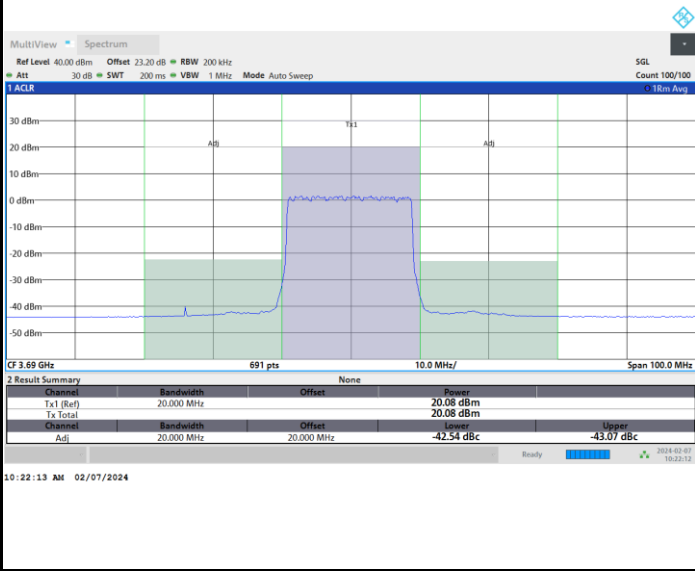 MultiView Spectrum
Ref Level 40.00 dBm Offset 23.20 dB RBW 200 kHz SGL
Att 30 dB SWT 200 ms VBW 1 MHz Mode Auto Sweep Count 100/100
1 ACLR 1Rm Avg
30 dBm
Tx1
20 dBm Adj Adj
10 dBm
0 dBm
-10 dBm
-20 dBm
-30 dBm
-40 dBm
-50 dBm
CF 3.69 GHz 691 pts 10.0 MHz/ Span 100.0 MHz
2 Result Summary None
Channel Bandwidth Offset Power
Tx1 (Ref) 20.000 MHz 20.08 dBm
Tx Total 20.08 dBm
Channel Bandwidth Offset Lower Upper
Adj 20.000 MHz 20.000 MHz -42.54 dBc -43.07 dBc
Ready 2024-02-07
10:22:12
10:22:13 AM 02/07/2024